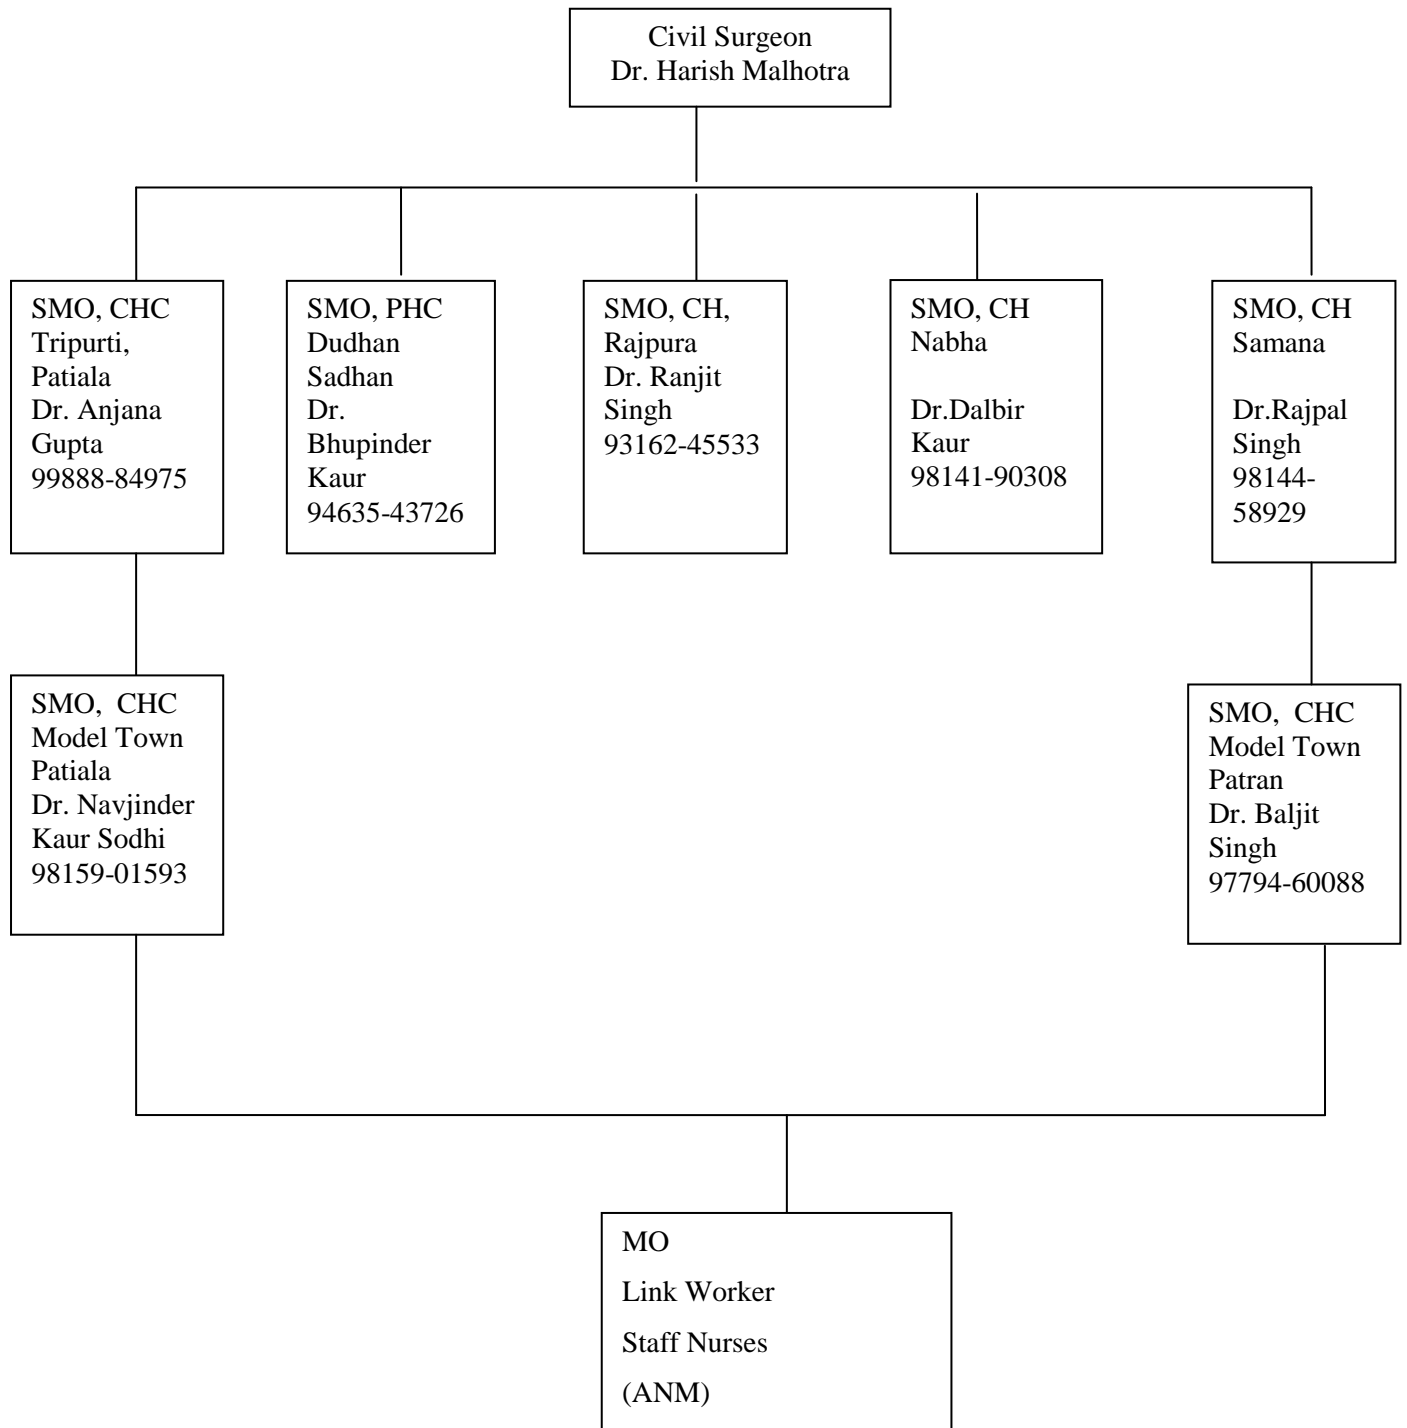 Civil Surgeon
Dr. Harish Malhotra
SMO, CHC
Tripurti,
Patiala
Dr. Anjana
Gupta
99888-84975
SMO, PHC
Dudhan
Sadhan
Dr.
Bhupinder
Kaur
94635-43726
SMO, CH,
Rajpura
Dr. Ranjit
Singh
93162-45533
SMO, CH
Nabha
Dr.Dalbir
Kaur
98141-90308
SMO, CH
Samana
Dr.Rajpal
Singh
98144-
58929
SMO,  CHC
Model Town
Patiala
Dr. Navjinder
Kaur Sodhi
98159-01593
SMO,  CHC
Model Town
Patran
Dr. Baljit
Singh
97794-60088
MO
Link Worker
Staff Nurses
(ANM)